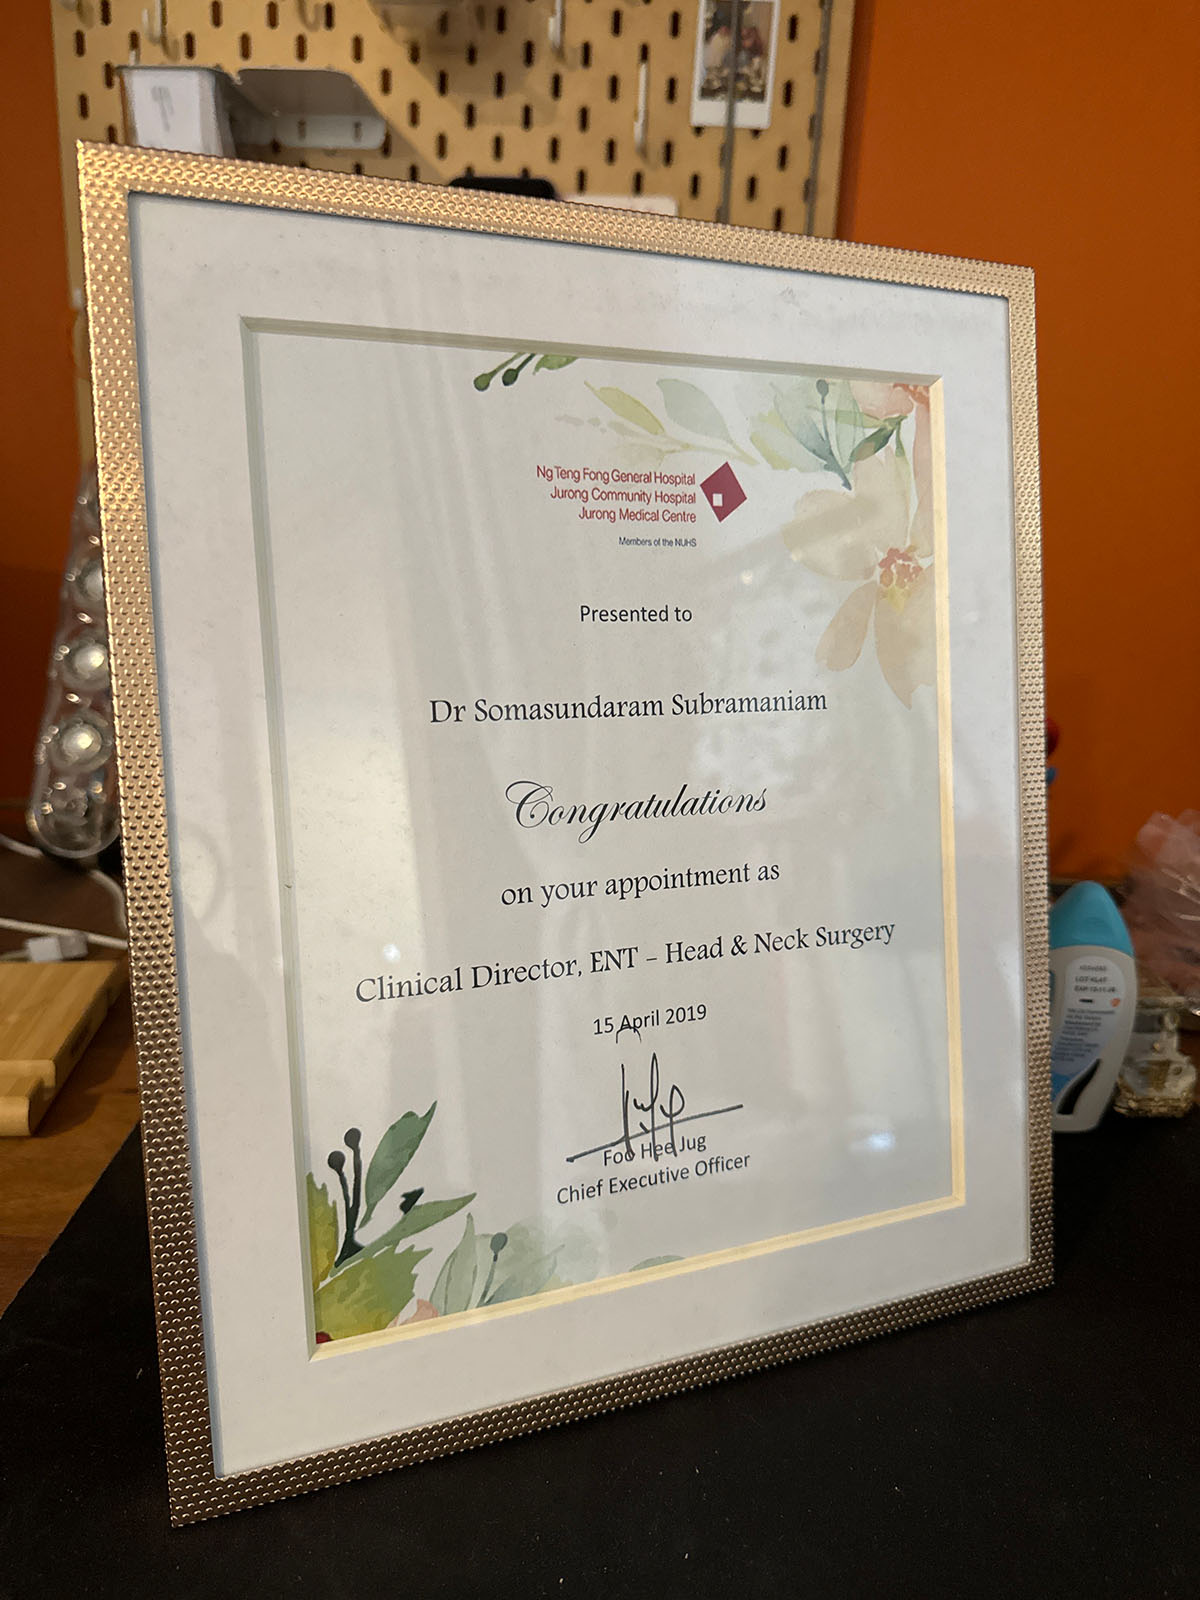 Ng Teng Fong General Hospital
Jurong Community Hospital
Jurong Medical Centre
Members of the NUHS
Presented to
Dr Somasundaram Subramaniam
Congratulations
on your appointment as
Clinical Director, ENT – Head & Neck Surgery
15 April 2019
Foo Hee Jug
Chief Executive Officer